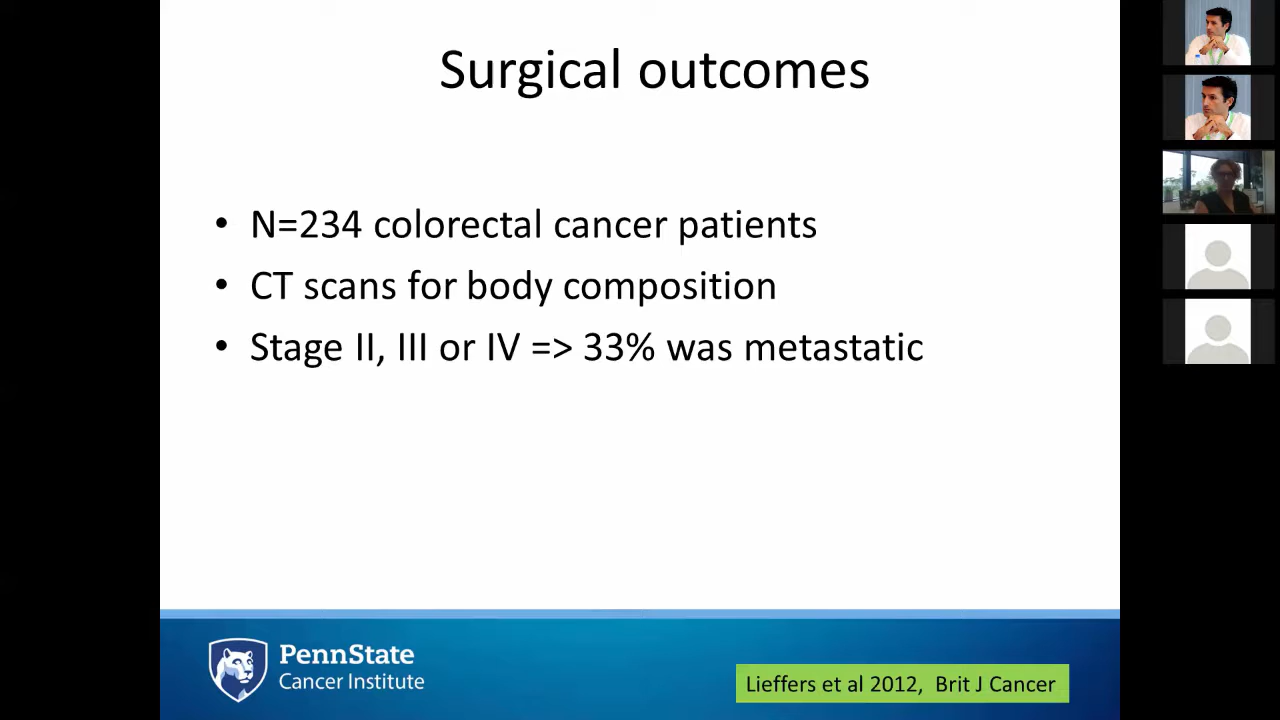 Surgical outcomes
• N=234 colorectal cancer patients
• CT scans for body composition
• Stage II, III or IV => 33% was metastatic
PennState
Cancer Institute
Lieffers et al 2012, Brit J Cancer